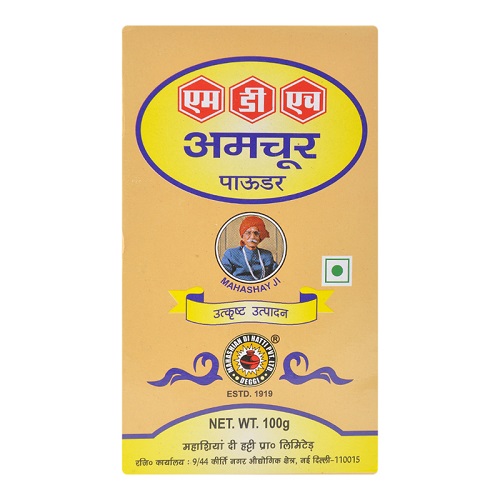 एम डी एच
अमचूर
पाऊडर
MAHASHAY JI
उत्कृष्ट उत्पादन
MAHASHIAN DI HATTI PVT. LTD.
DEGGI
®
ESTD. 1919
NET. WT. 100g
महाशियां दी हट्टी प्रा० लिमिटेड
रजि० कार्यालय : 9/44 कीर्ति नगर औद्योगिक क्षेत्र, नई दिल्ली-110015